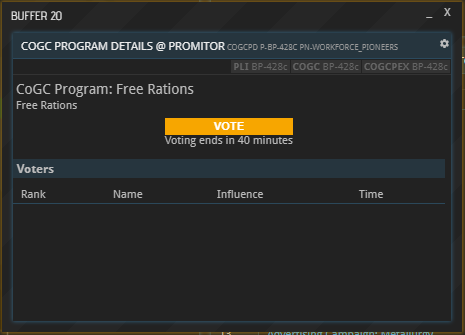 BUFFER 20
_ X
COGC PROGRAM DETAILS @ PROMITOR COGCPD P-BP-428C PN-WORKFORCE_PIONEERS
PLI BP-428c COGC BP-428c COGCPEX BP-428c
CoGC Program: Free Rations
Free Rations
VOTE
Voting ends in 40 minutes
Voters
Rank Name Influence Time
Advertising Campaign: Metallurgy